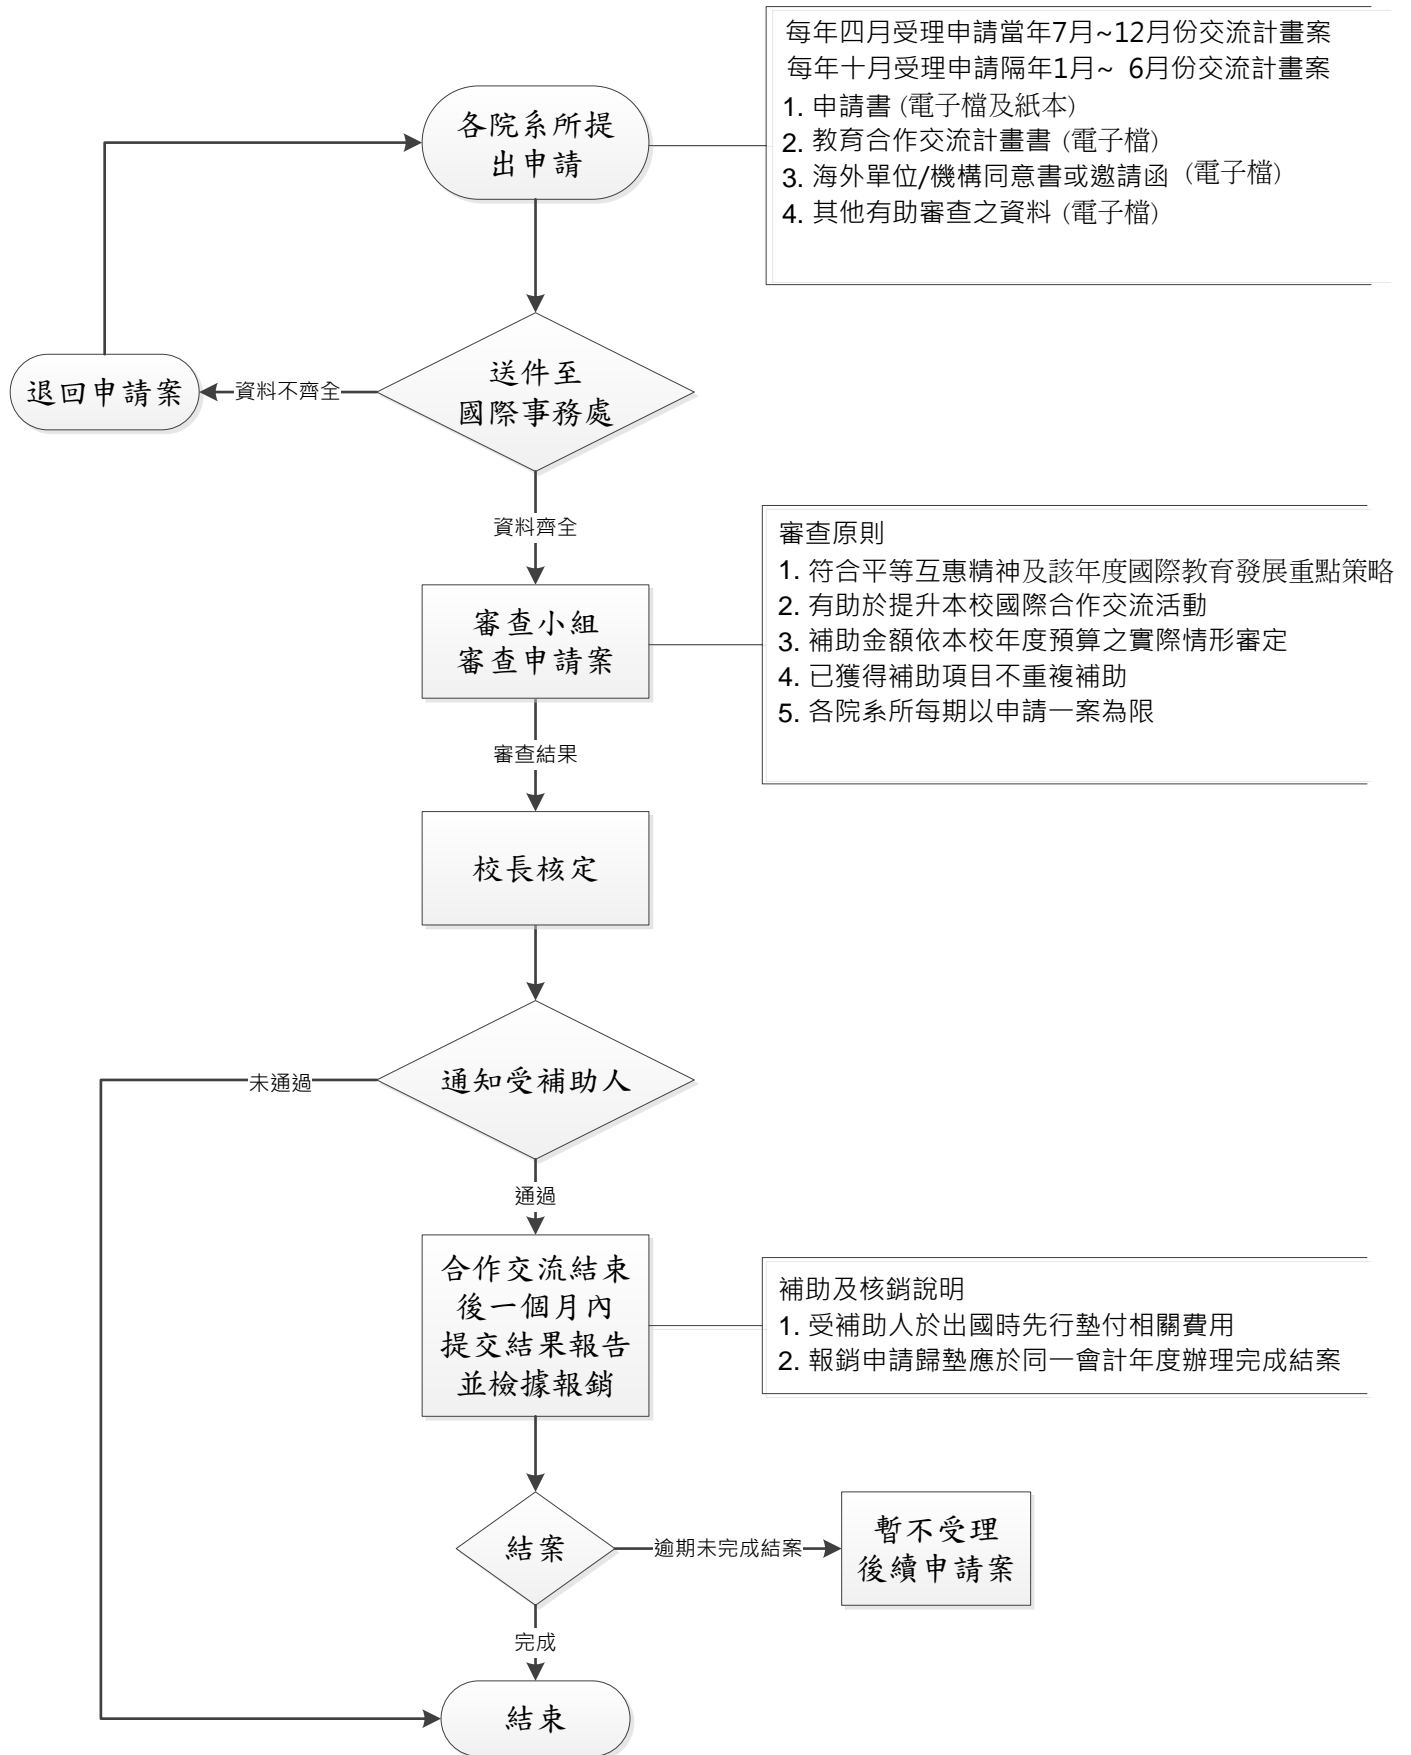 每年四月受理申請當年7月~12月份交流計畫案
每年十月受理申請隔年1月~ 6月份交流計畫案
1. 申請書 (電子檔及紙本)
2. 教育合作交流計畫書 (電子檔)
3. 海外單位/機構同意書或邀請函 (電子檔)
4. 其他有助審查之資料 (電子檔)
各院系所提
出申請
送件至
國際事務處
資料不齊全
退回申請案
資料齊全
審查原則
1. 符合平等互惠精神及該年度國際教育發展重點策略
2. 有助於提升本校國際合作交流活動
3. 補助金額依本校年度預算之實際情形審定
4. 已獲得補助項目不重複補助
5. 各院系所每期以申請一案為限
審查小組
審查申請案
審查結果
校長核定
通知受補助人
未通過
通過
合作交流結束
後一個月內
提交結果報告
並檢據報銷
補助及核銷說明
1. 受補助人於出國時先行墊付相關費用
2. 報銷申請歸墊應於同一會計年度辦理完成結案
結案
逾期未完成結案
暫不受理
後續申請案
完成
結束